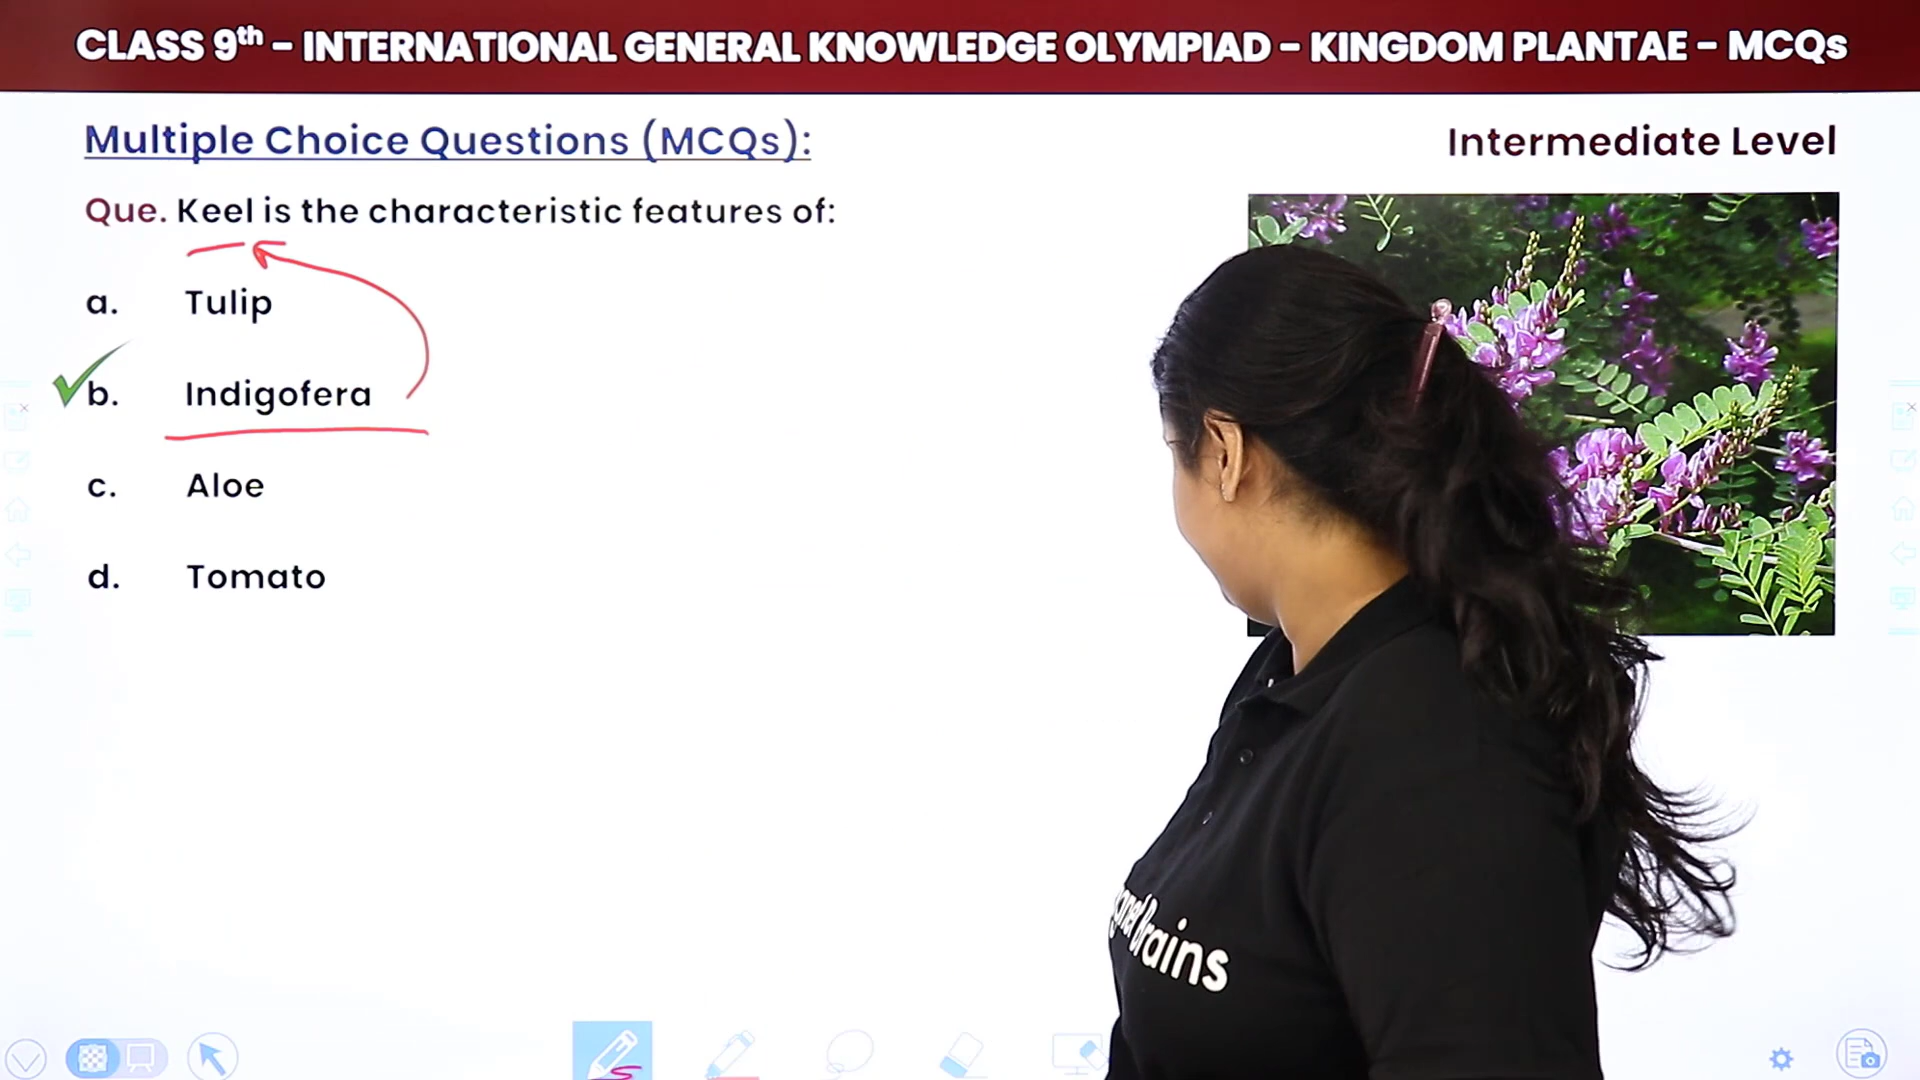 CLASS 9th – INTERNATIONAL GENERAL KNOWLEDGE OLYMPIAD – KINGDOM PLANTAE – MCQs
Multiple Choice Questions (MCQs):
Intermediate Level
Que. Keel is the characteristic features of:
a. Tulip
b. Indigofera
c. Aloe
d. Tomato
Brains